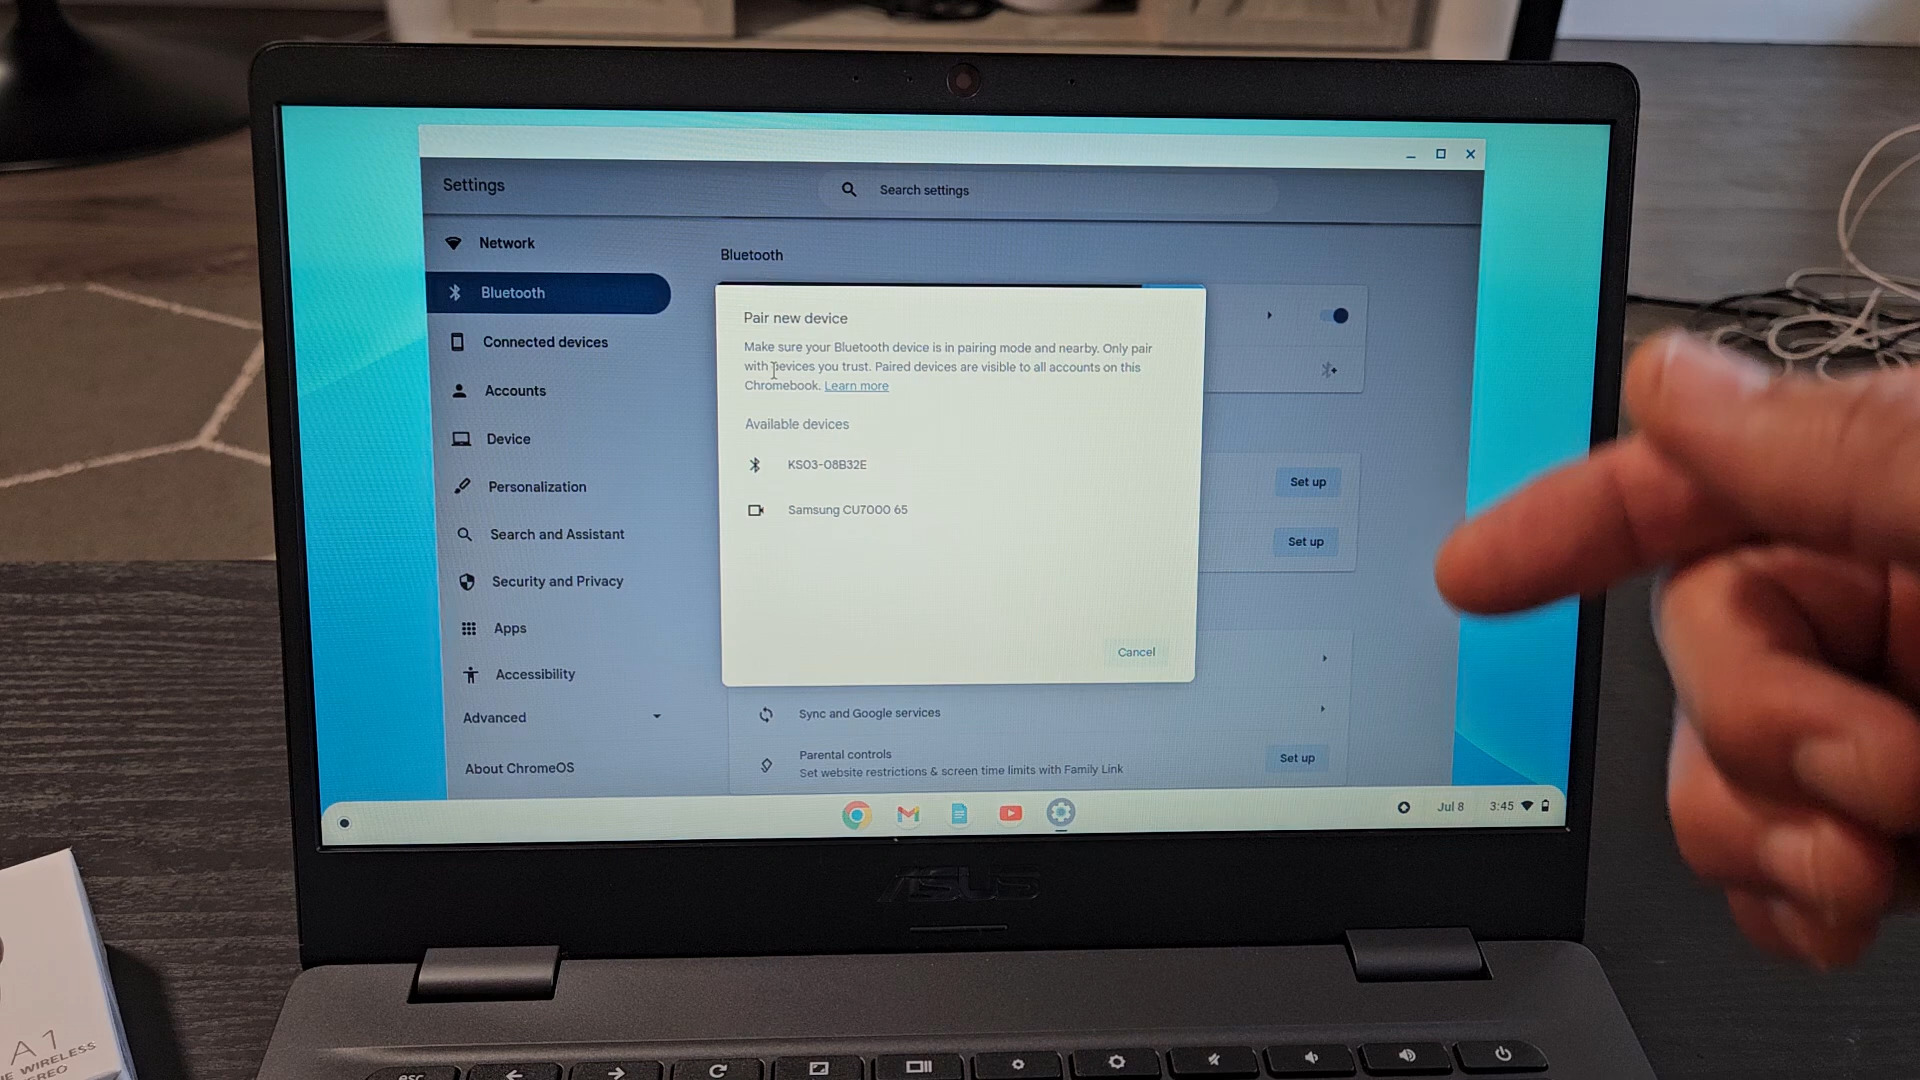 Settings
Search settings
Network
Bluetooth
Connected devices
Accounts
Device
Personalization
Search and Assistant
Security and Privacy
Apps
Accessibility
Advanced
About ChromeOS
Bluetooth
Pair new device
Make sure your Bluetooth device is in pairing mode and nearby. Only pair
with devices you trust. Paired devices are visible to all accounts on this
Chromebook. Learn more
Available devices
KS03-08B32E
Samsung CU7000 65
Cancel
Set up
Set up
Sync and Google services
Parental controls
Set website restrictions & screen time limits with Family Link
Set up
Jul 8
3:45
ASUS
esc
A1
WIRELESS